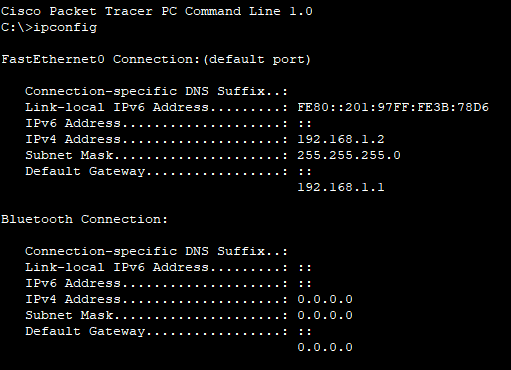 Cisco Packet Tracer PC Command Line 1.0
C:\>ipconfig
FastEthernet0 Connection:(default port)
Connection-specific DNS Suffix..:
Link-local IPv6 Address.........: FE80::201:97FF:FE3B:78D6
IPv6 Address....................: ::
IPv4 Address....................: 192.168.1.2
Subnet Mask.....................: 255.255.255.0
Default Gateway.................: ::
192.168.1.1
Bluetooth Connection:
Connection-specific DNS Suffix..:
Link-local IPv6 Address.........: ::
IPv6 Address....................: ::
IPv4 Address....................: 0.0.0.0
Subnet Mask.....................: 0.0.0.0
Default Gateway.................: ::
0.0.0.0